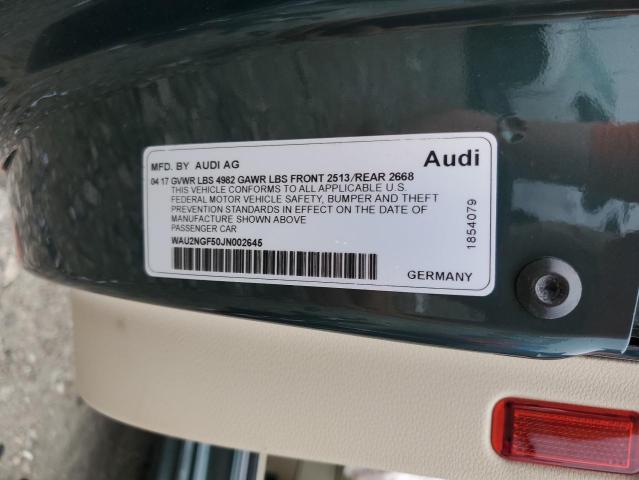 MFD. BY AUDI AG
Audi
04 17 GVWR LBS 4982 GAWR LBS FRONT 2513/REAR 2668
THIS VEHICLE CONFORMS TO ALL APPLICABLE U.S.
FEDERAL MOTOR VEHICLE SAFETY, BUMPER AND THEFT
PREVENTION STANDARDS IN EFFECT ON THE DATE OF
MANUFACTURE SHOWN ABOVE
PASSENGER CAR
WAU2NGF50JN002645
1854079
GERMANY